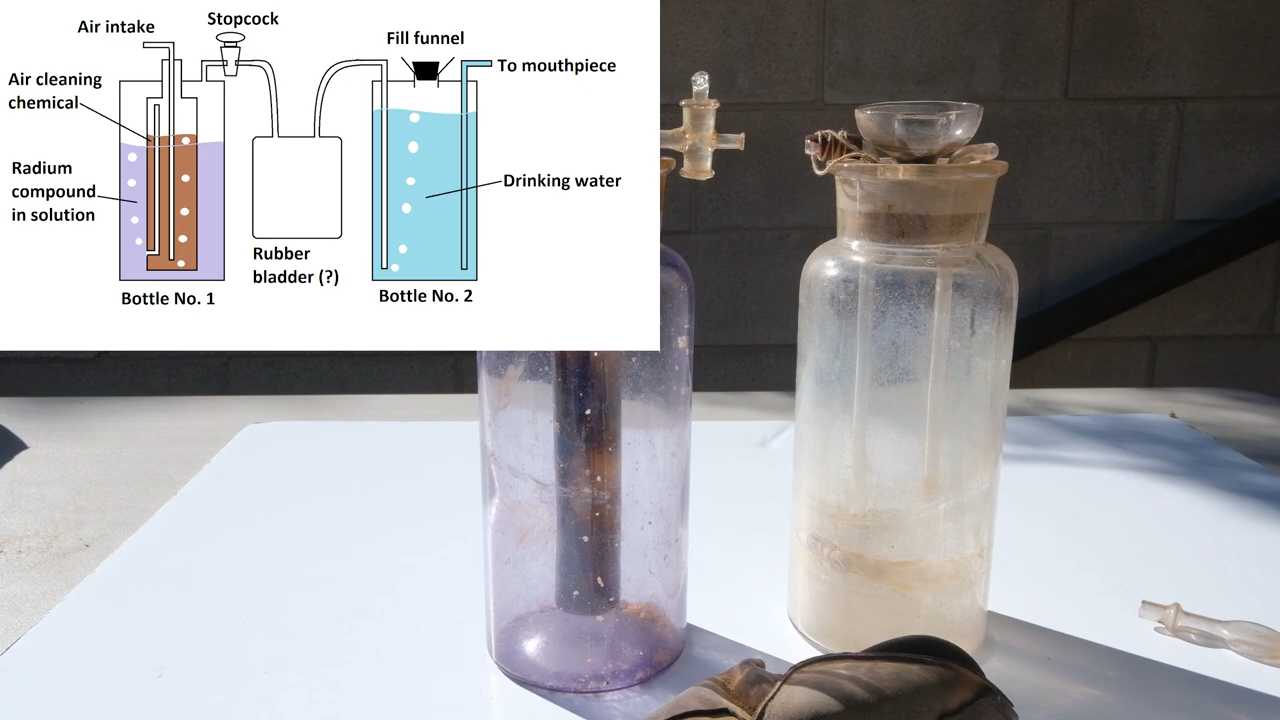 Stopcock
Air intake
Fill funnel
To mouthpiece
Air cleaning
chemical
Radium
compound
in solution
Drinking water
Rubber
bladder (?)
Bottle No. 1
Bottle No. 2